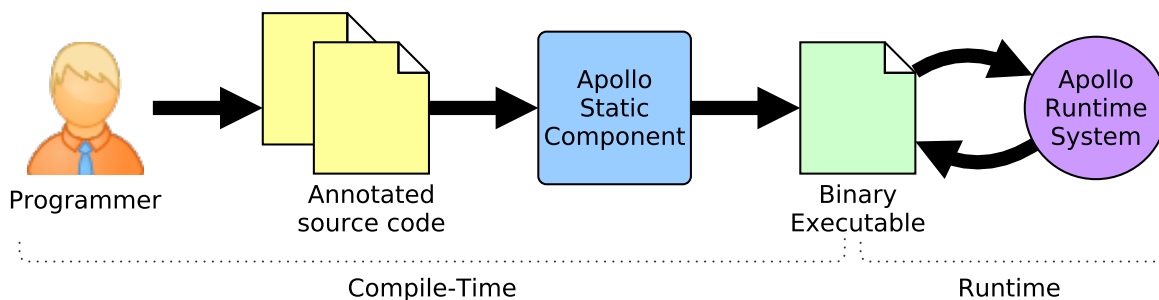 Programmer
Annotated
source code
Apollo
Static
Component
Binary
Executable
Apollo
Runtime
System
Compile-Time
Runtime